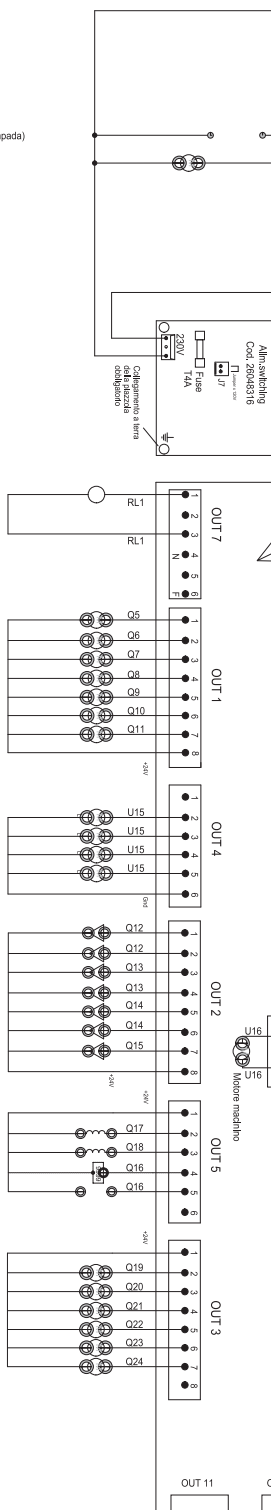 pada)
Alim.switching
Cod. 26048316
J7
Fuse
T4A
230V
Collegamento a terra
della piazzola
obbligatorio
OUT 7
RL1
RL1
1
2
3
4
5
6
N
F
OUT 1
Q5
Q6
Q7
Q8
Q9
Q10
Q11
1
2
3
4
5
6
7
8
+24V
OUT 4
U15
U15
U15
U15
1
2
3
4
5
6
Gnd
OUT 2
Q12
Q12
Q13
Q13
Q14
Q14
Q15
1
2
3
4
5
6
7
8
+24V
U16
U16
Motore macinino
OUT 5
+24V
Q17
Q18
Q16
Q16
1
2
3
4
5
6
OUT 3
+24V
Q19
Q20
Q21
Q22
Q23
Q24
1
2
3
4
5
6
7
8
OUT 11